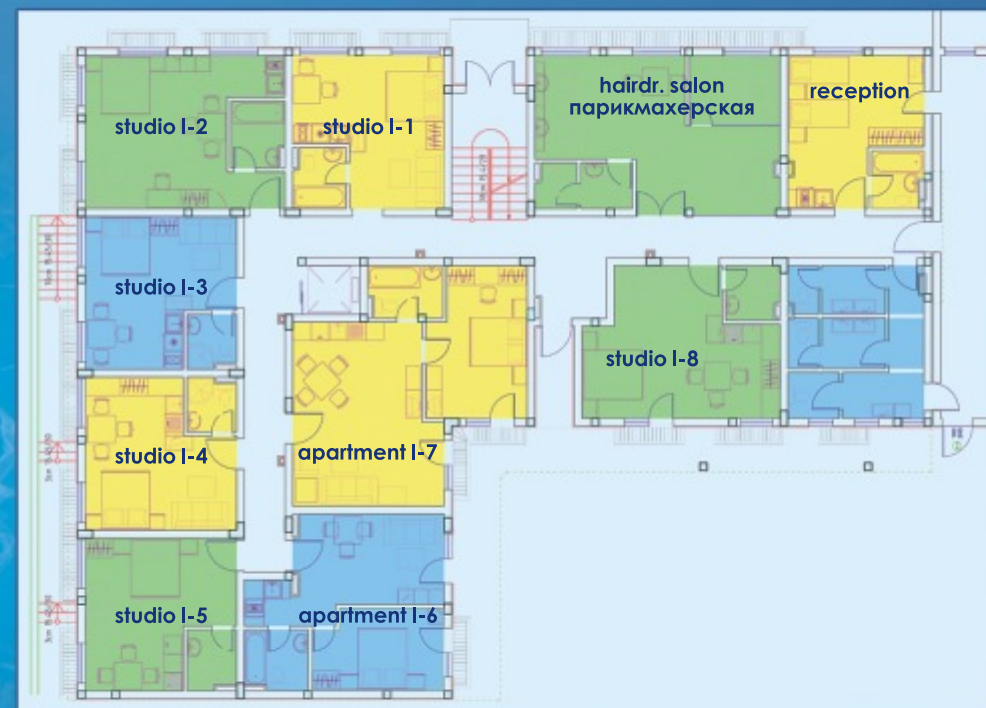 hairdr. salon
парикмахерская
reception
studio I-2
studio I-1
studio I-3
studio I-8
studio I-4
apartment I-7
studio I-5
apartment I-6